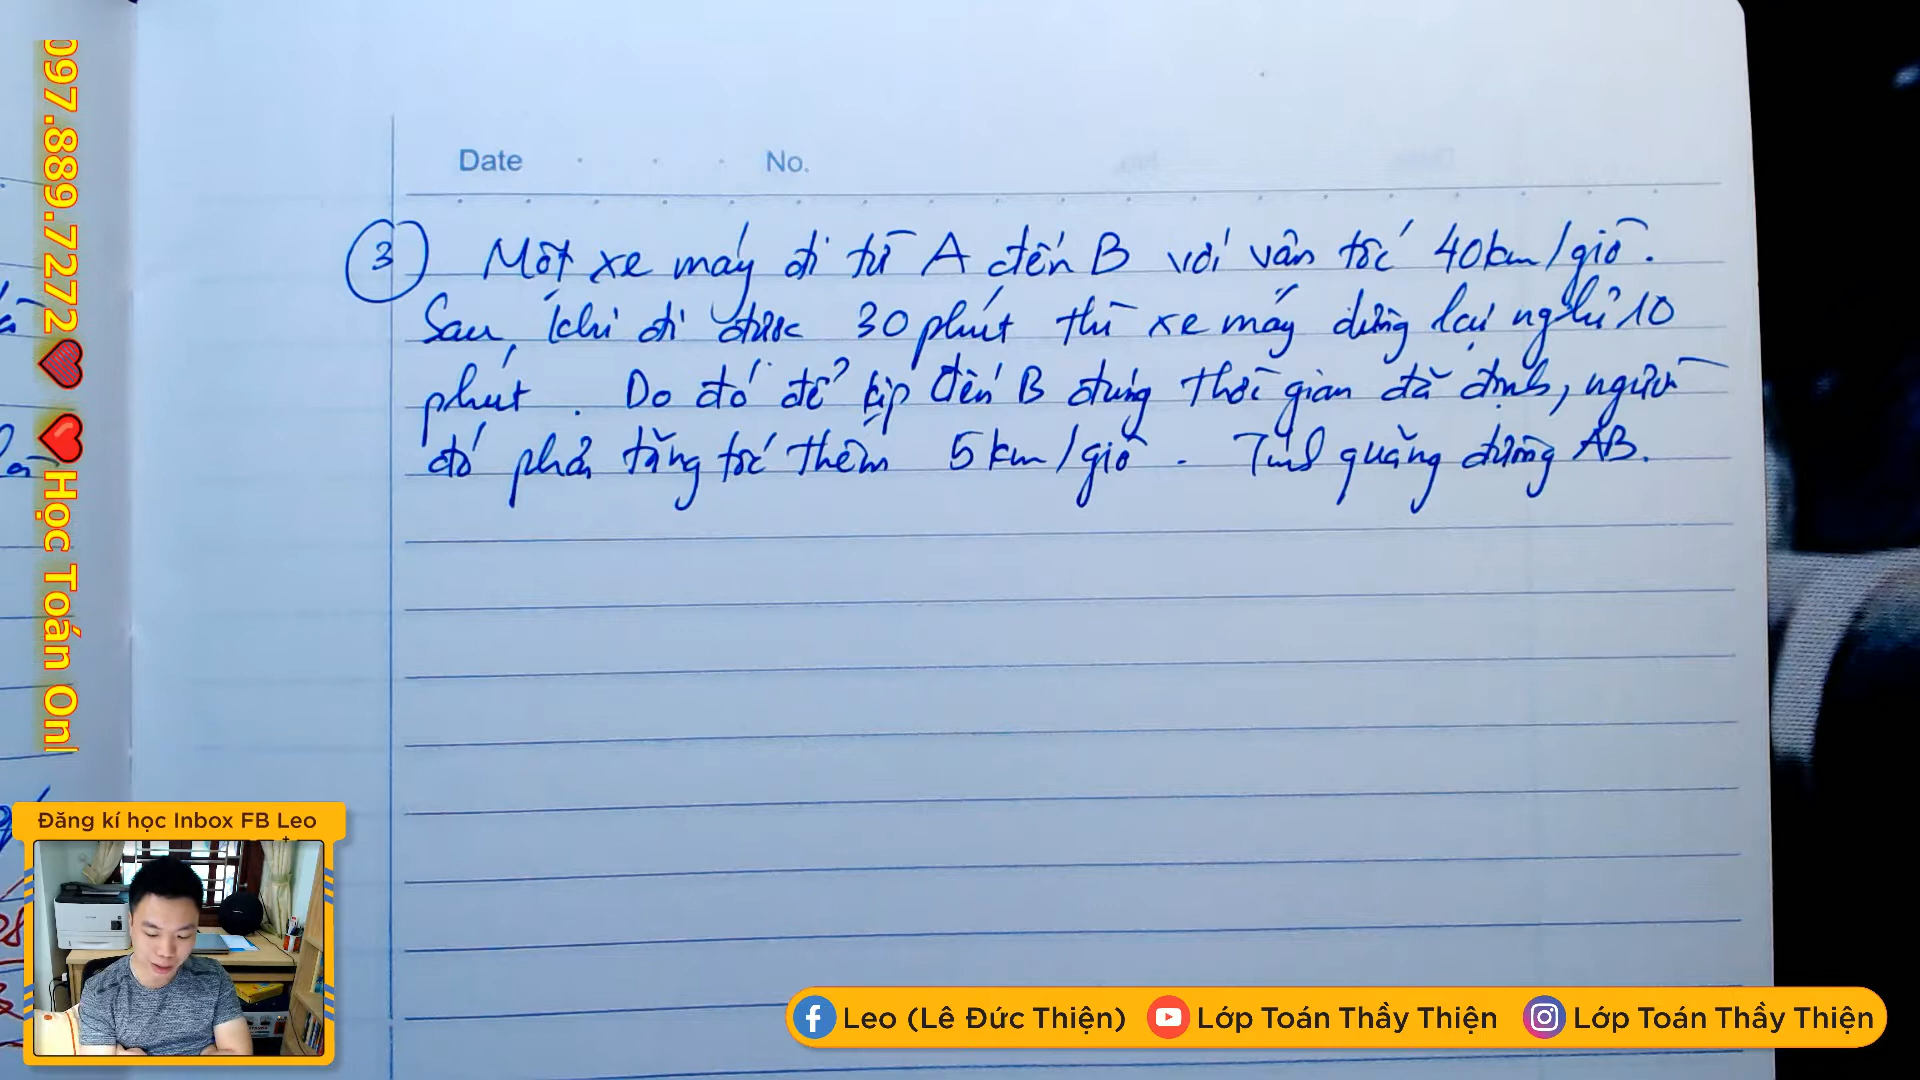 097.889.7272❤ ❤Học Toán Onl
Date No.
3 Một xe máy đi từ A đến B với vân tốc 40km/giờ.
Sau khi đi được 30 phút thì xe máy dừng lại nghỉ 10
phút. Do đó để kịp đến B đúng thời gian đã định, người
đó phải tăng tốc thêm 5km/giờ. Tính quãng đường AB.
Đăng kí học Inbox FB Leo
Leo (Lê Đức Thiện) Lớp Toán Thầy Thiện Lớp Toán Thầy Thiện